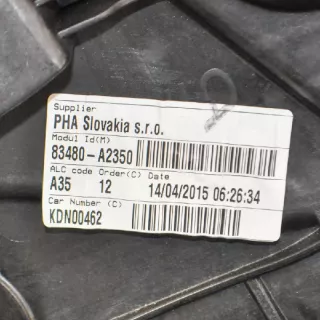 Supplier
PHA Slovakia s.r.o.
Modul Id(M)
83480-A2350
ALC code Order(C) Date
A35 12 14/04/2015 06:26:34
Car Number (C)
KDN00462